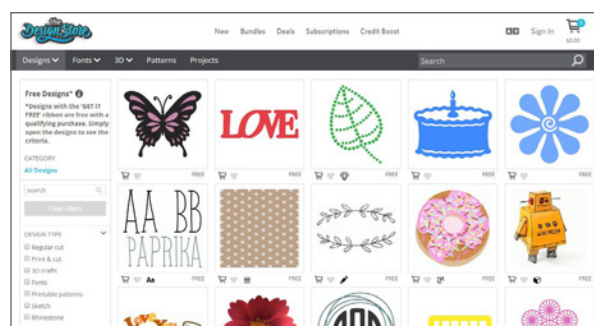 the
Design Store
New Bundles Deals Subscriptions Credit Boost
Sign In
$0.00
Designs Fonts 3D Patterns Projects
Search
Free Designs*
*Designs with the 'GET IT
FREE' ribbon are free with a
qualifying purchase. Simply
open the designs to see the
criteria.
CATEGORY
All Designs
search
Clear Filters
DESIGN TYPE
Regular cut
Print & cut
3D crafts
Fonts
Printable patterns
Sketch
Rhinestone
LOVE
FREE
FREE
FREE
FREE
FREE
AA BB
PAPRIKA
Aa
FREE
FREE
FREE
FREE
FREE